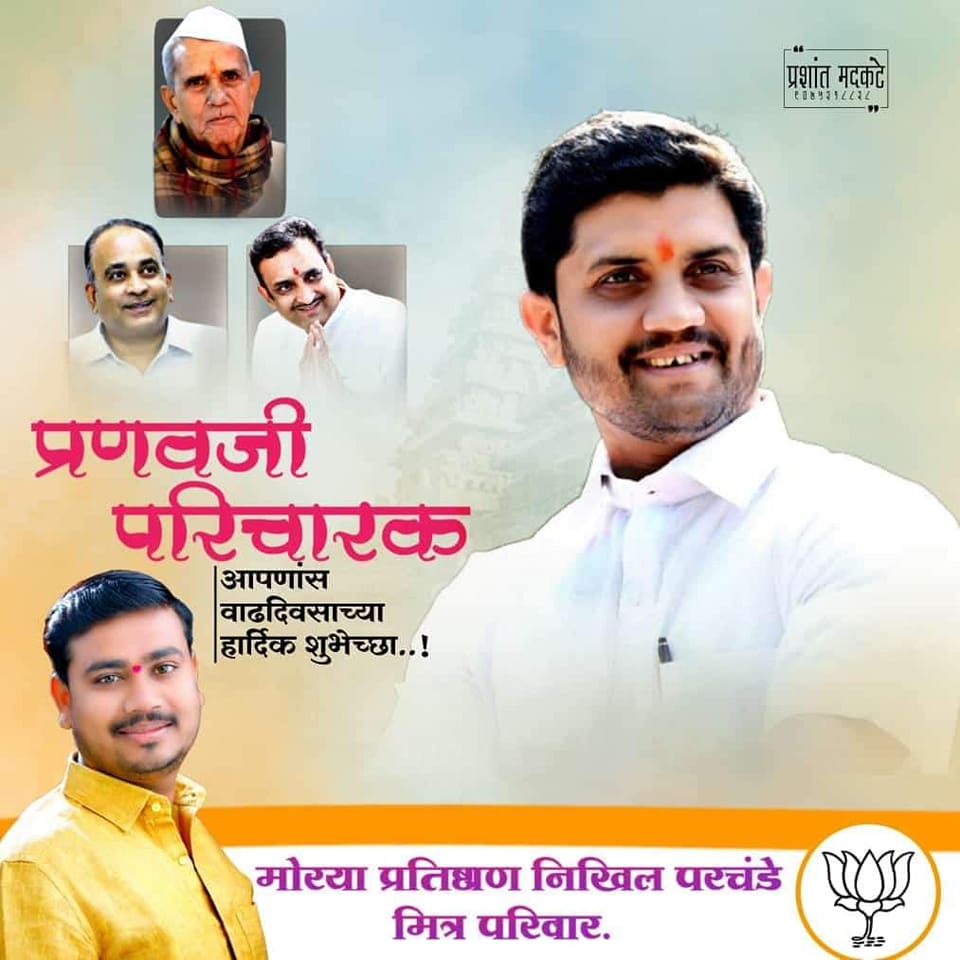 प्रशांत मदकटे
प्रणवजी
परिचारक
आपणांस
वाढदिवसाच्या
हार्दिक शुभेच्छा..!
मोरया प्रतिष्ठाण निखिल परचंडे
मित्र परिवार.